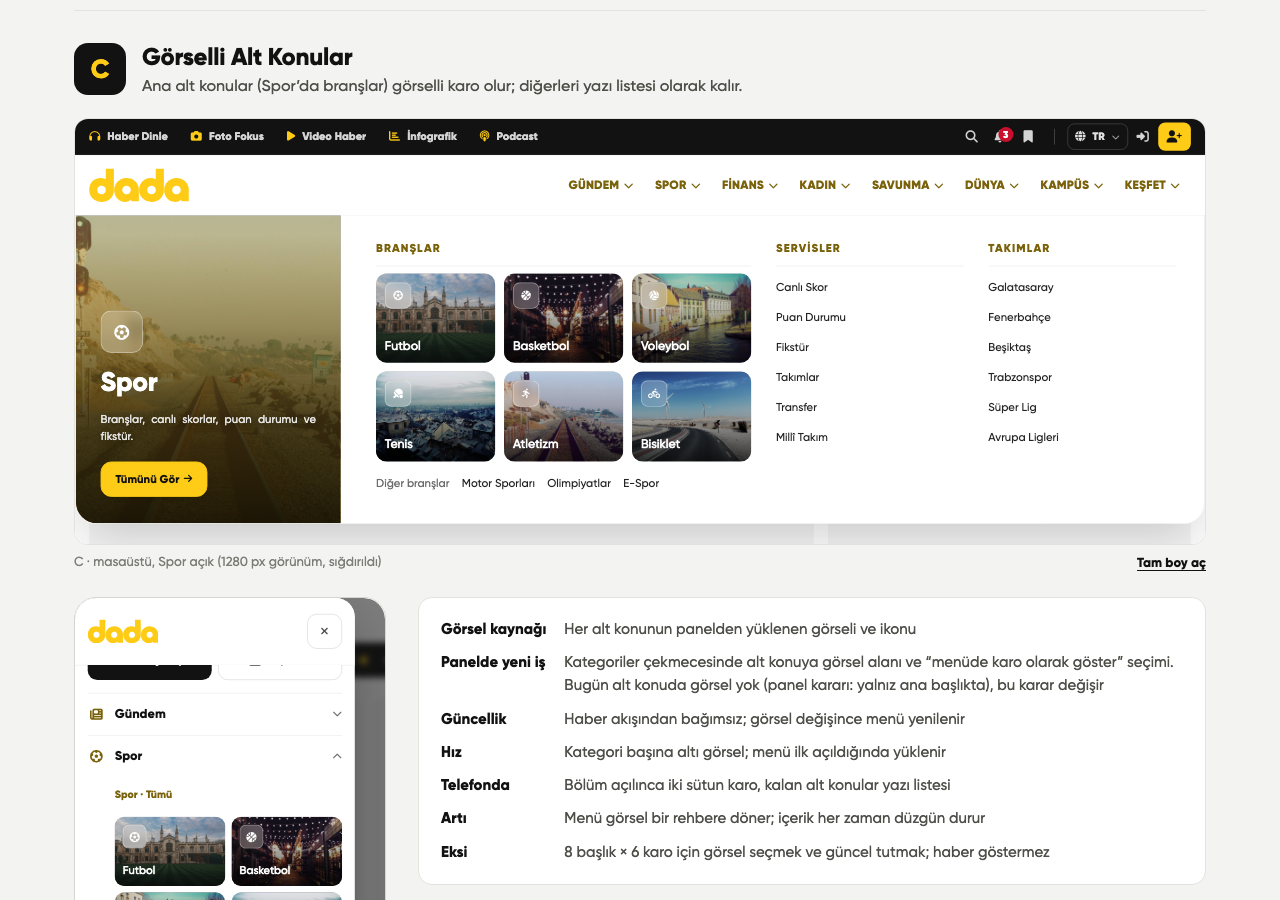 C
Görselli Alt Konular
Ana alt konular (Spor’da branşlar) görselli karo olur; diğerleri yazı listesi olarak kalır.
Haber Dinle Foto Fokus Video Haber İnfografik Podcast 3 TR
dada
GÜNDEM SPOR FİNANS KADIN SAVUNMA DÜNYA KAMPÜS KEŞFET
Spor
Branşlar, canlı skorlar, puan durumu ve
fikstür.
Tümünü Gör →
BRANŞLAR
Futbol Basketbol Voleybol
Tenis Atletizm Bisiklet
Diğer branşlar Motor Sporları Olimpiyatlar E-Spor
SERVİSLER
Canlı Skor
Puan Durumu
Fikstür
Takımlar
Transfer
Millî Takım
TAKIMLAR
Galatasaray
Fenerbahçe
Beşiktaş
Trabzonspor
Süper Lig
Avrupa Ligleri
C · masaüstü, Spor açık (1280 px görünüm, sığdırıldı)
Tam boy aç
dada
×
Gündem
Spor
Spor · Tümü
Futbol Basketbol
Görsel kaynağı Her alt konunun panelden yüklenen görseli ve ikonu
Panelde yeni iş Kategoriler çekmecesinde alt konuya görsel alanı ve “menüde karo olarak göster” seçimi.
Bugün alt konuda görsel yok (panel kararı: yalnız ana başlıkta), bu karar değişir
Güncellik Haber akışından bağımsız; görsel değişince menü yenilenir
Hız Kategori başına altı görsel; menü ilk açıldığında yüklenir
Telefonda Bölüm açılınca iki sütun karo, kalan alt konular yazı listesi
Artı Menü görsel bir rehbere döner; içerik her zaman düzgün durur
Eksi 8 başlık × 6 karo için görsel seçmek ve güncel tutmak; haber göstermez